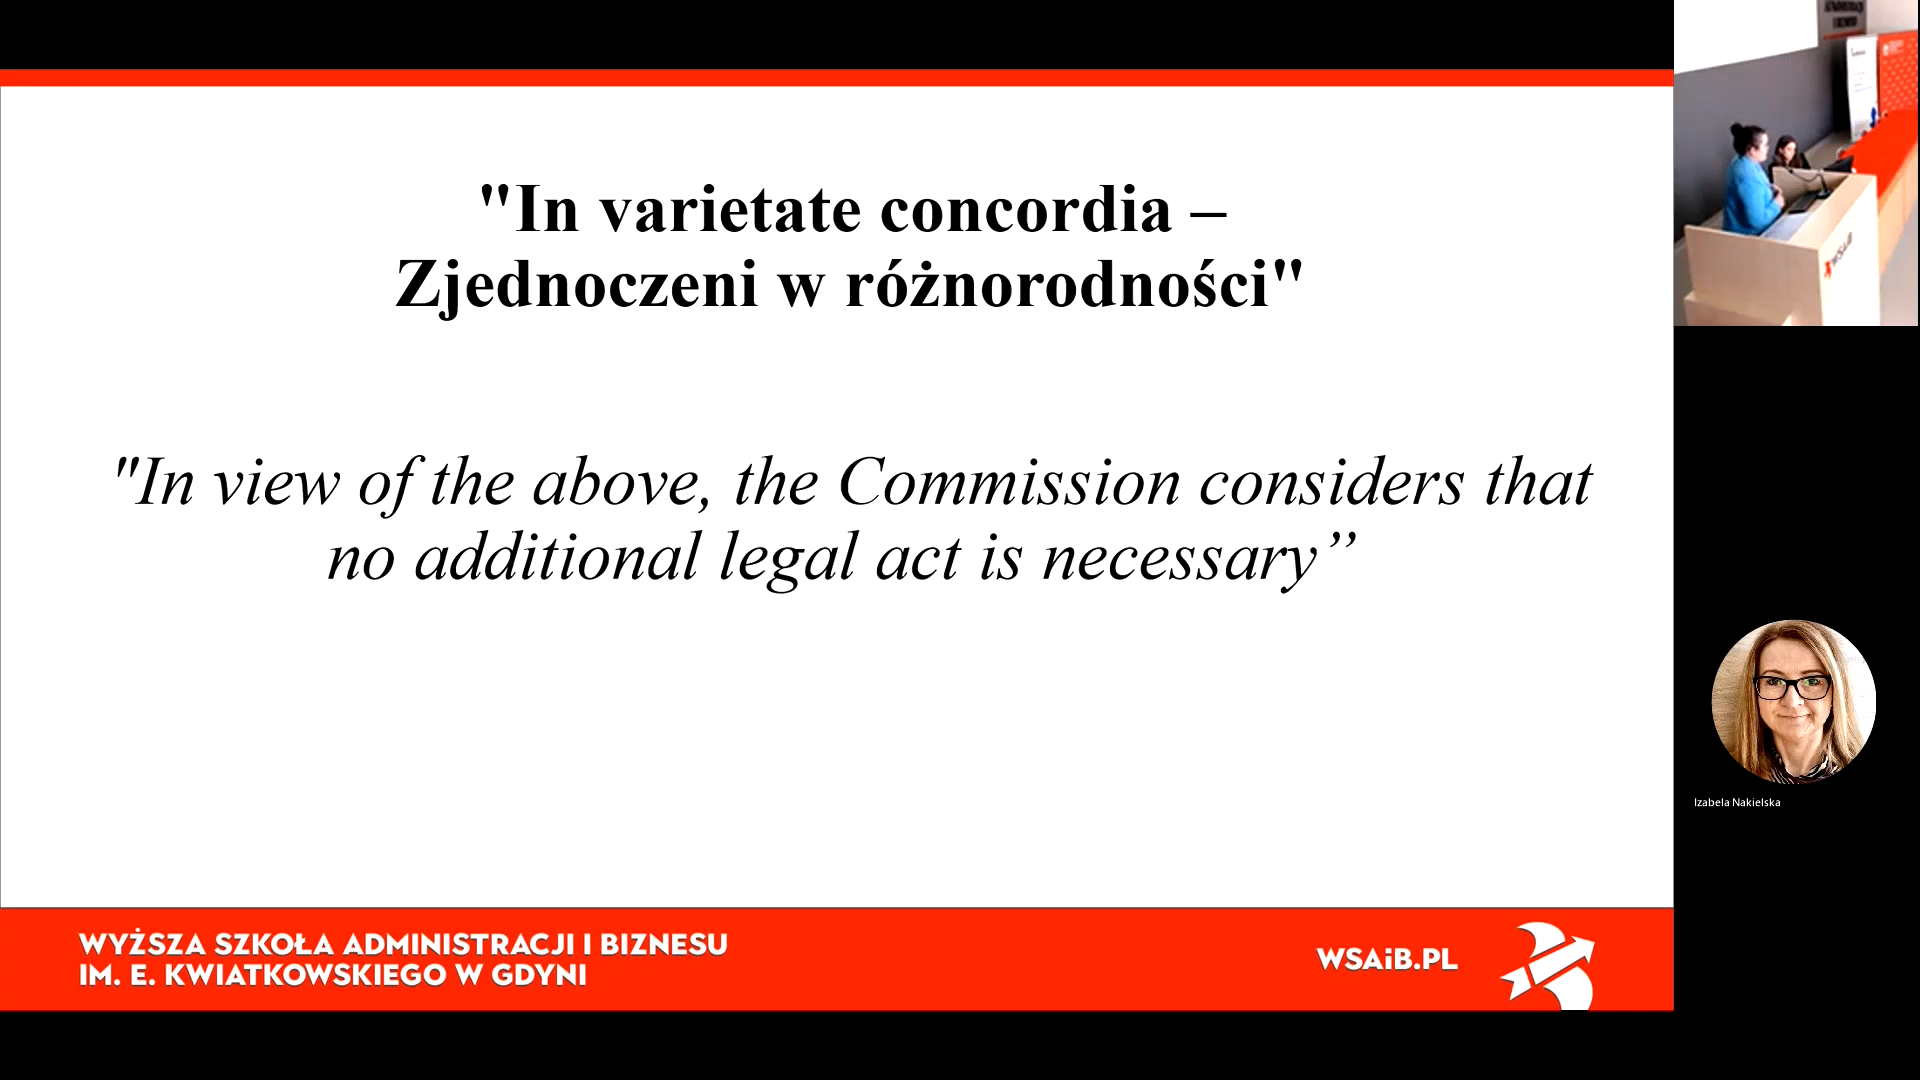 "In varietate concordia –
Zjednoczeni w różnorodności"
"In view of the above, the Commission considers that
no additional legal act is necessary’’
WYŻSZA SZKOŁA ADMINISTRACJI I BIZNESU
IM. E. KWIATKOWSKIEGO W GDYNI
WSAiB.PL
WSAiB
Izabela Nakielska